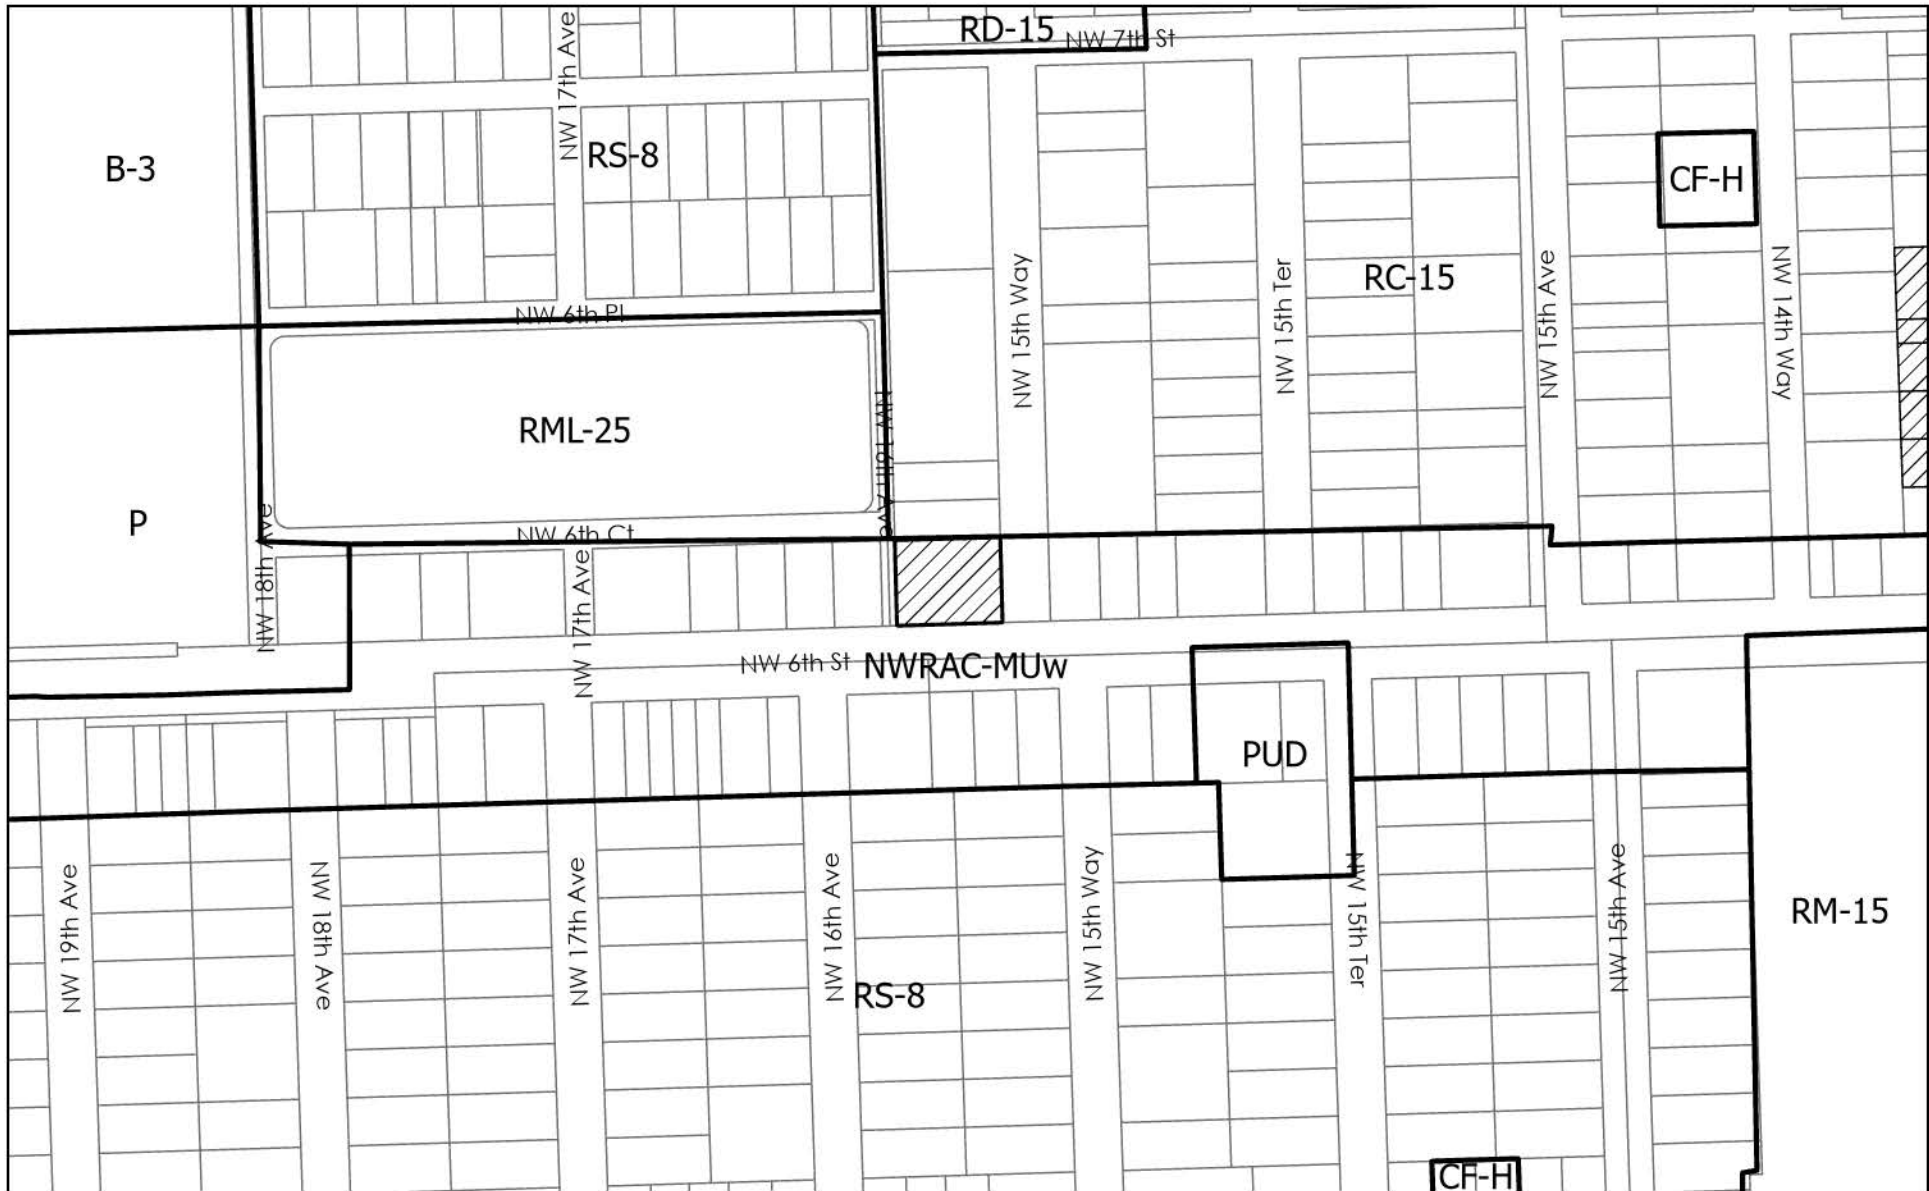 RD-15
NW 7th St
NW 17th Ave
B-3
RS-8
CF-H
NW 15th Way
NW 15th Ter
RC-15
NW 15th Ave
NW 14th Way
NW 6th Pl
RML-25
NW 16th Ave
P
NW 6th Ct
NW 18th Ave
NW 17th Ave
NW 6th St
NWRAC-MUw
PUD
NW 19th Ave
NW 18th Ave
NW 17th Ave
NW 16th Ave
NW 15th Way
NW 15th Ter
NW 15th Ave
RM-15
RS-8
CF-H